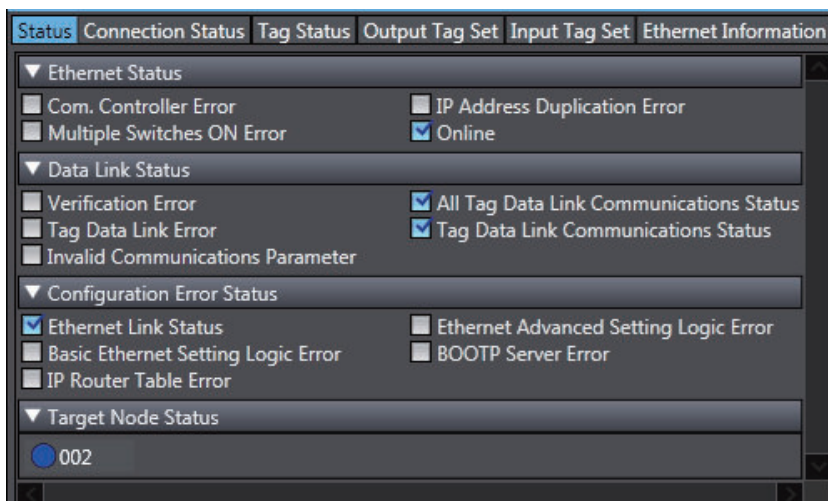 Status Connection Status Tag Status Output Tag Set Input Tag Set Ethernet Information
Ethernet Status
Com. Controller Error IP Address Duplication Error
Multiple Switches ON Error Online
Data Link Status
Verification Error All Tag Data Link Communications Status
Tag Data Link Error Tag Data Link Communications Status
Invalid Communications Parameter
Configuration Error Status
Ethernet Link Status Ethernet Advanced Setting Logic Error
Basic Ethernet Setting Logic Error BOOTP Server Error
IP Router Table Error
Target Node Status
002